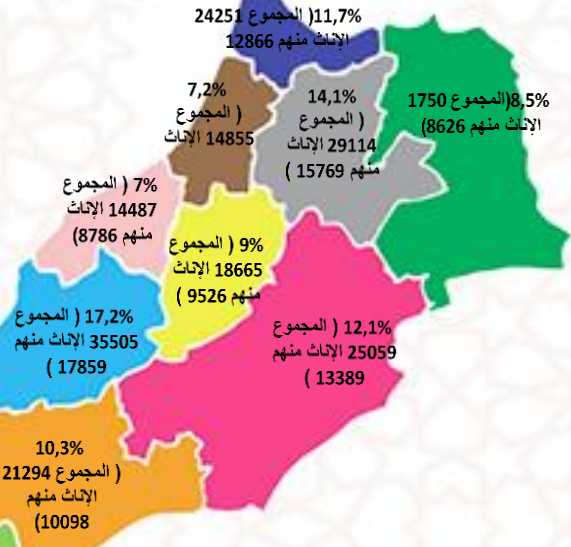 11,7%( المجموع 24251
الإناث منهم 12866
7,2%
( المجموع
14855 الإناث
14,1%
( المجموع
29114 الإناث
منهم 15769 )
8,5%(المجموع 1750
الإناث منهم 8626)
7% ( المجموع
14487 الإناث
منهم 8786)
9% ( المجموع
18665 الإناث
منهم 9526 )
17,2% ( المجموع
35505 الإناث منهم
17859 )
12,1% ( المجموع
25059 الإناث منهم
13389 )
10,3%
( المجموع 21294
الإناث منهم
10098)